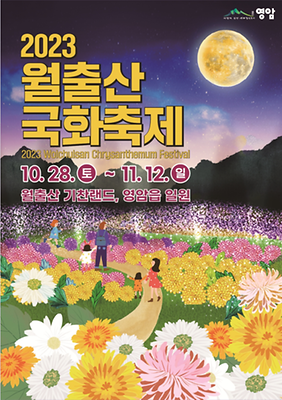 영암
2023
월출산
국화축제
2023 Wolchulsan Chrysanthemum Festival
10. 28. 토 ~ 11. 12. 일
월출산 기찬랜드, 영암읍 일원